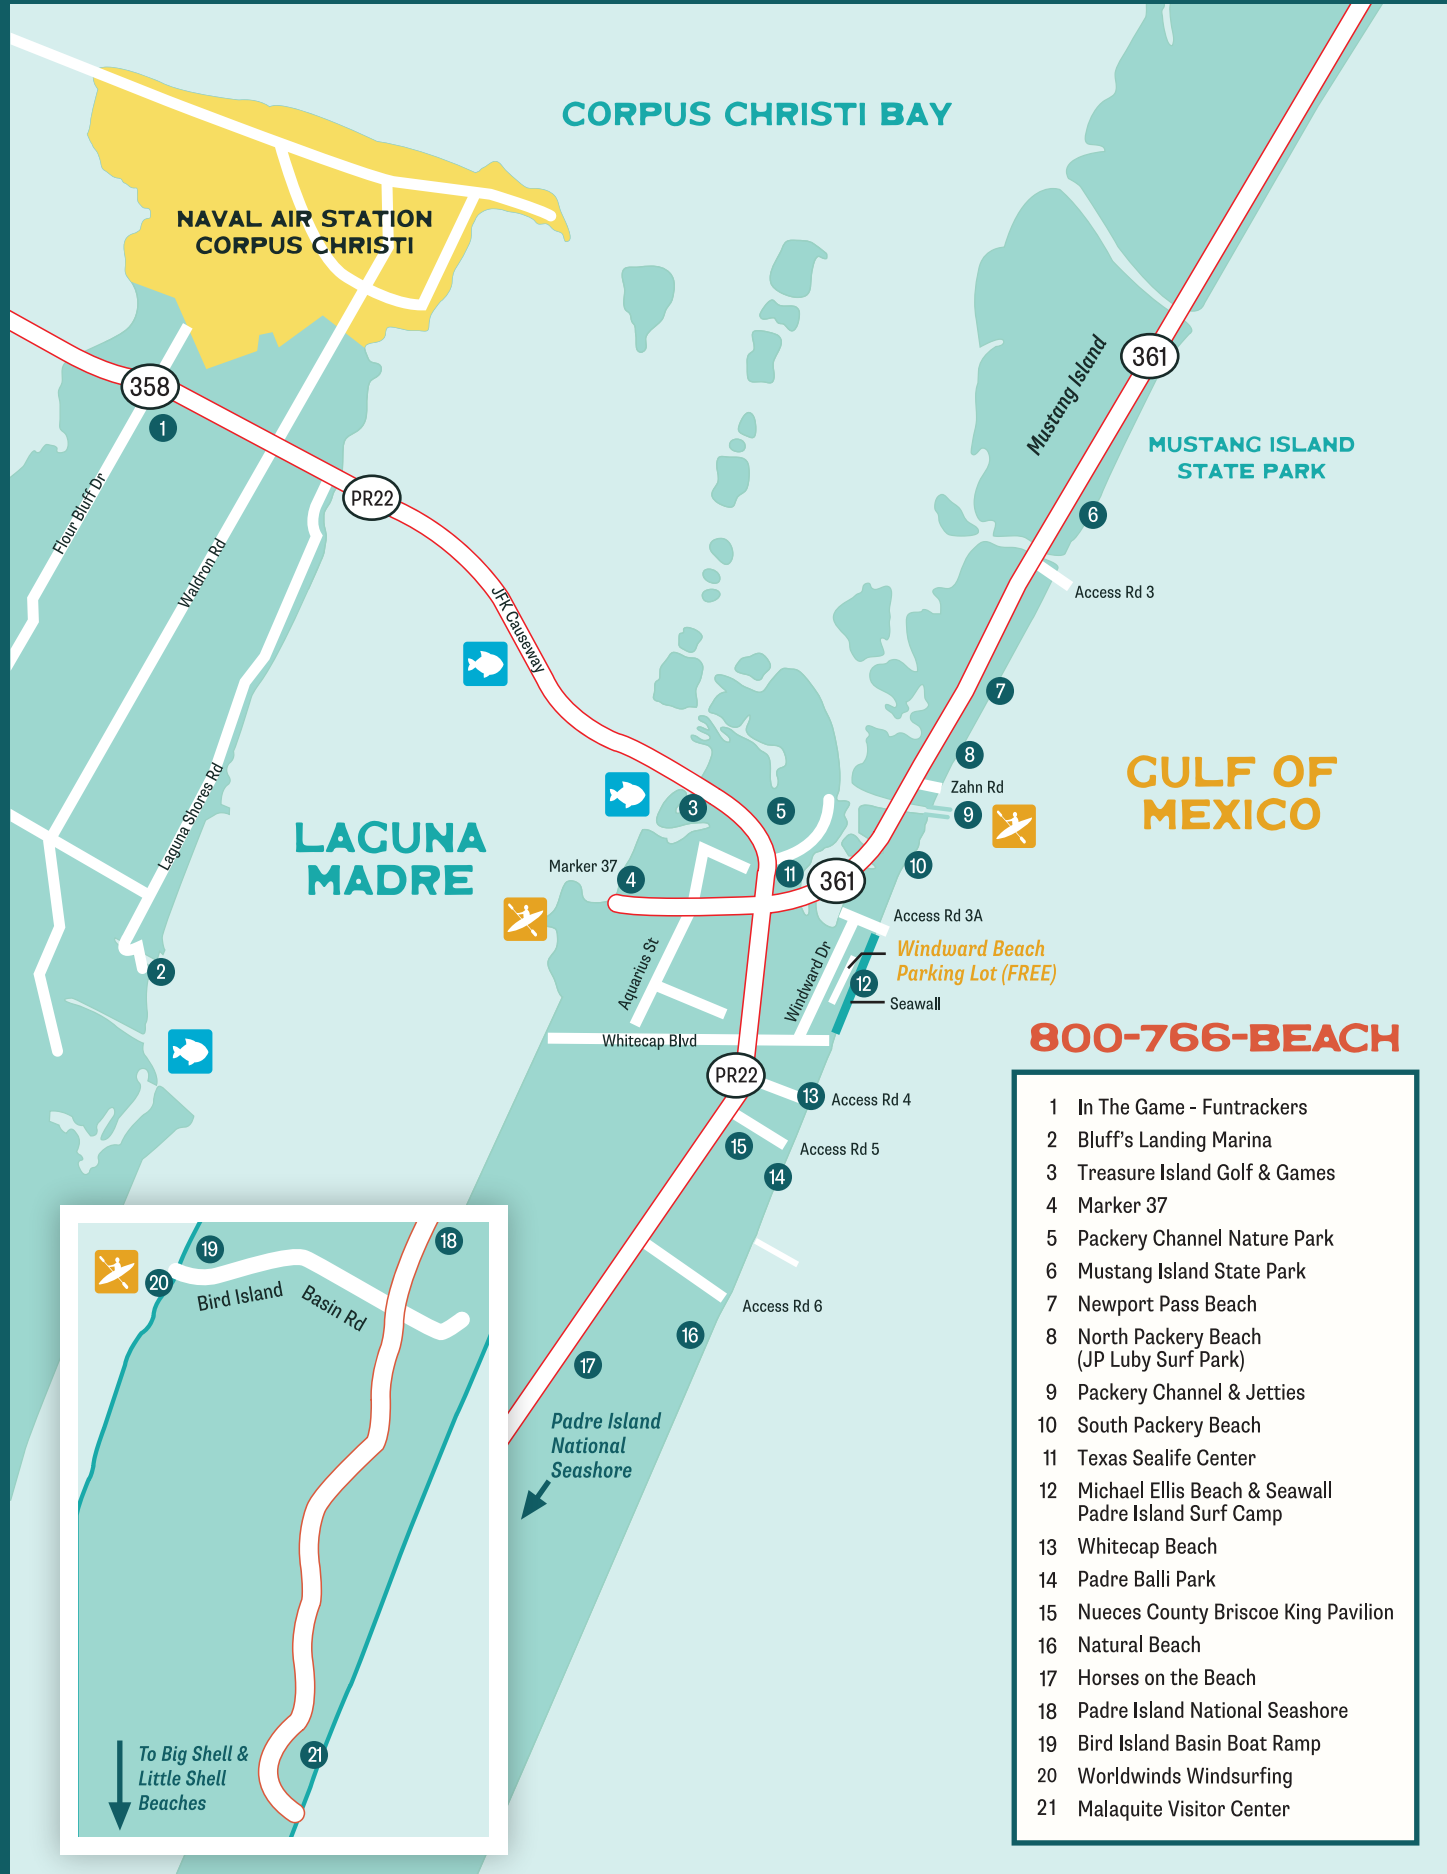 CORPUS CHRISTI BAY
NAVAL AIR STATION
CORPUS CHRISTI
361
Mustang Island
358
1
MUSTANG ISLAND
STATE PARK
PR22
Flour Bluff Dr
6
Waldron Rd
Access Rd 3
JFK Causeway
7
8
GULF OF
MEXICO
Zahn Rd
9
3
5
Laguna Shores Rd
LAGUNA
MADRE
Marker 37
4
11
361
10
Access Rd 3A
Windward Beach
Parking Lot (FREE)
Aquarius St
Windward Dr
12
2
Seawall
Whitecap Blvd
800-766-BEACH
PR22
13
Access Rd 4
15
Access Rd 5
14
Access Rd 6
16
17
Padre Island
National
Seashore
18
19
20
Bird Island
Basin Rd
21
To Big Shell &
Little Shell
Beaches
1 In The Game - Funtrackers
2 Bluff's Landing Marina
3 Treasure Island Golf & Games
4 Marker 37
5 Packery Channel Nature Park
6 Mustang Island State Park
7 Newport Pass Beach
8 North Packery Beach
(JP Luby Surf Park)
9 Packery Channel & Jetties
10 South Packery Beach
11 Texas Sealife Center
12 Michael Ellis Beach & Seawall
Padre Island Surf Camp
13 Whitecap Beach
14 Padre Balli Park
15 Nueces County Briscoe King Pavilion
16 Natural Beach
17 Horses on the Beach
18 Padre Island National Seashore
19 Bird Island Basin Boat Ramp
20 Worldwinds Windsurfing
21 Malaquite Visitor Center